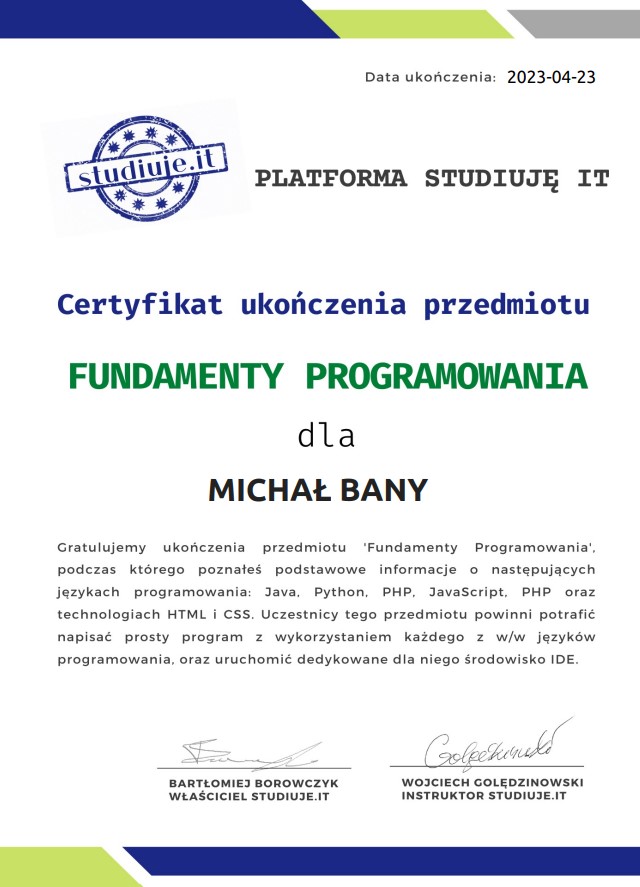 Data ukończenia: 2023-04-23
studiuje.it
PLATFORMA STUDIUJĘ IT
Certyfikat ukończenia przedmiotu
FUNDAMENTY PROGRAMOWANIA
dla
MICHAŁ BANY
Gratulujemy ukończenia przedmiotu 'Fundamenty Programowania',
podczas którego poznałeś podstawowe informacje o następujących
językach programowania: Java, Python, PHP, JavaScript, PHP oraz
technologiach HTML i CSS. Uczestnicy tego przedmiotu powinni potrafić
napisać prosty program z wykorzystaniem każdego z w/w języków
programowania, oraz uruchomić dedykowane dla niego środowisko IDE.
BARTŁOMIEJ BOROWCZYK
WŁAŚCICIEL STUDIUJE.IT
WOJCIECH GOLĘDZINOWSKI
INSTRUKTOR STUDIUJE.IT